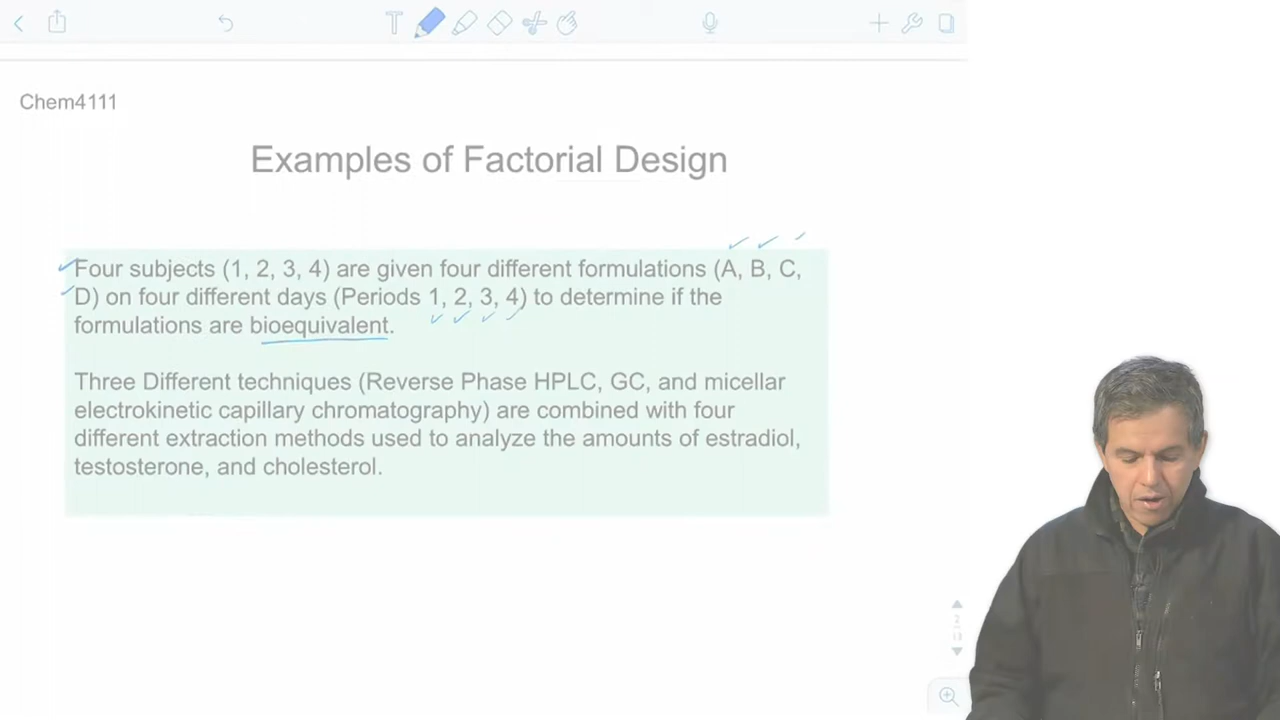 Chem4111
Examples of Factorial Design
Four subjects (1, 2, 3, 4) are given four different formulations (A, B, C,
D) on four different days (Periods 1, 2, 3, 4) to determine if the
formulations are bioequivalent.
Three Different techniques (Reverse Phase HPLC, GC, and micellar
electrokinetic capillary chromatography) are combined with four
different extraction methods used to analyze the amounts of estradiol,
testosterone, and cholesterol.